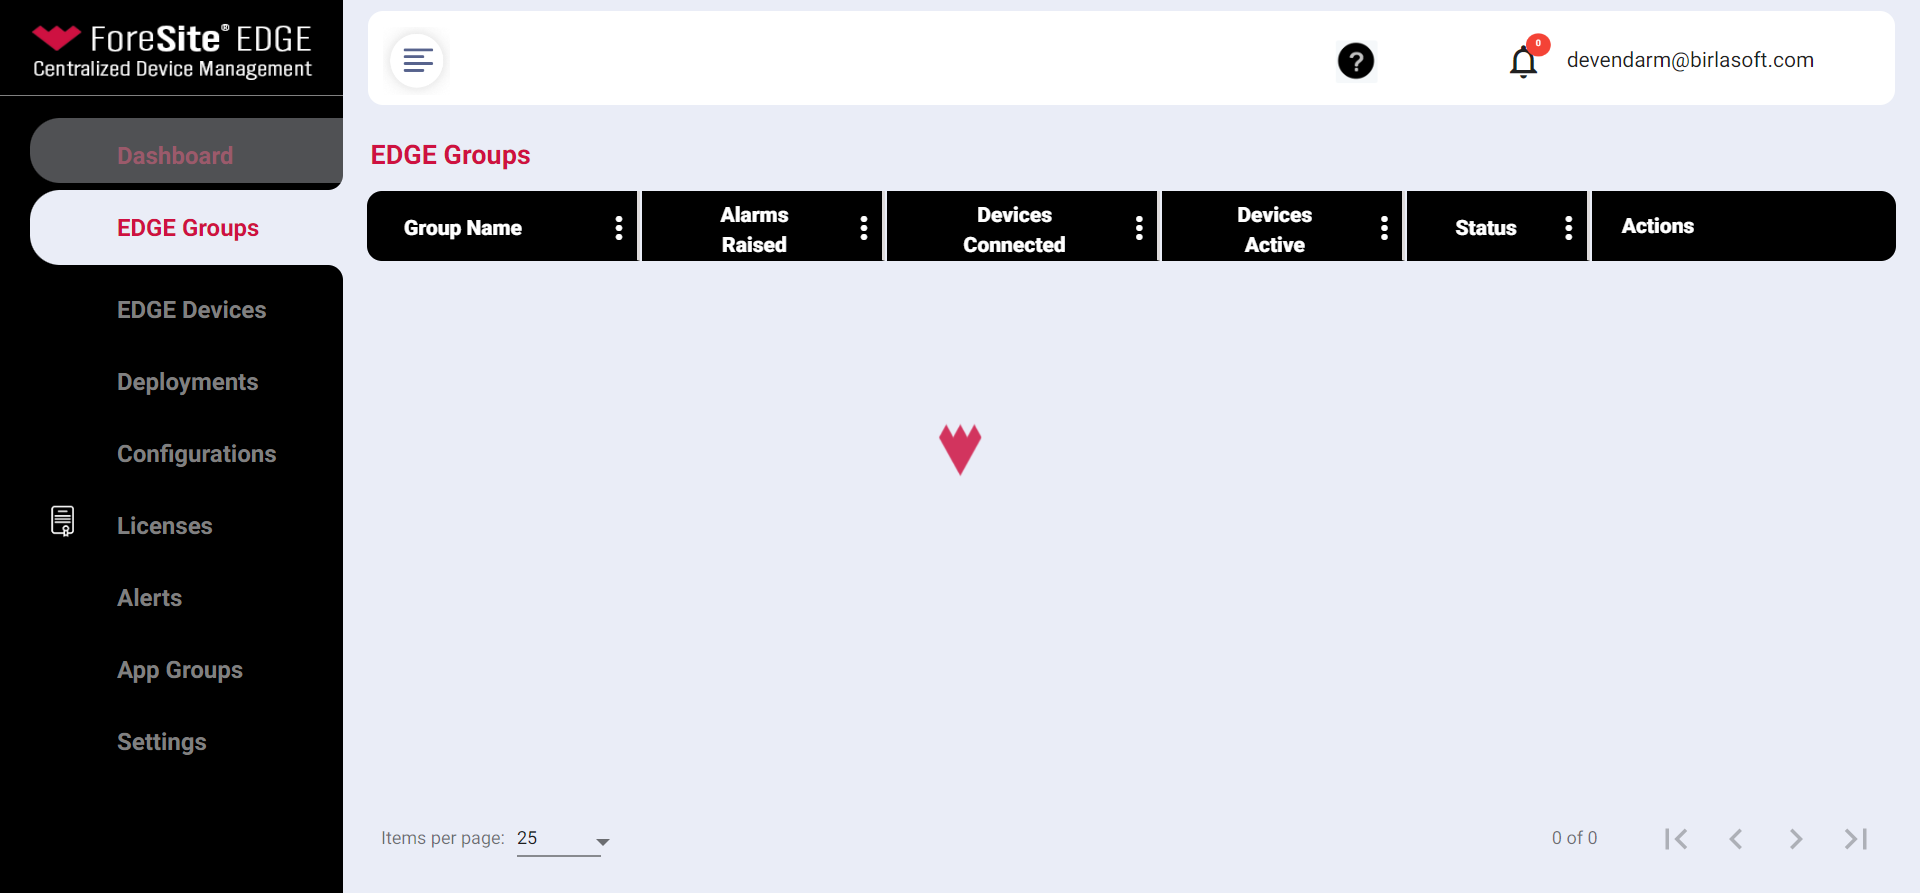 ForeSite® EDGE
Centralized Device Management
?
0
devendarm@birlasoft.com
Dashboard
EDGE Groups
EDGE Devices
Deployments
Configurations
Licenses
Alerts
App Groups
Settings
EDGE Groups
Group Name
Alarms
Raised
Devices
Connected
Devices
Active
Status
Actions
Items per page: 25
0 of 0